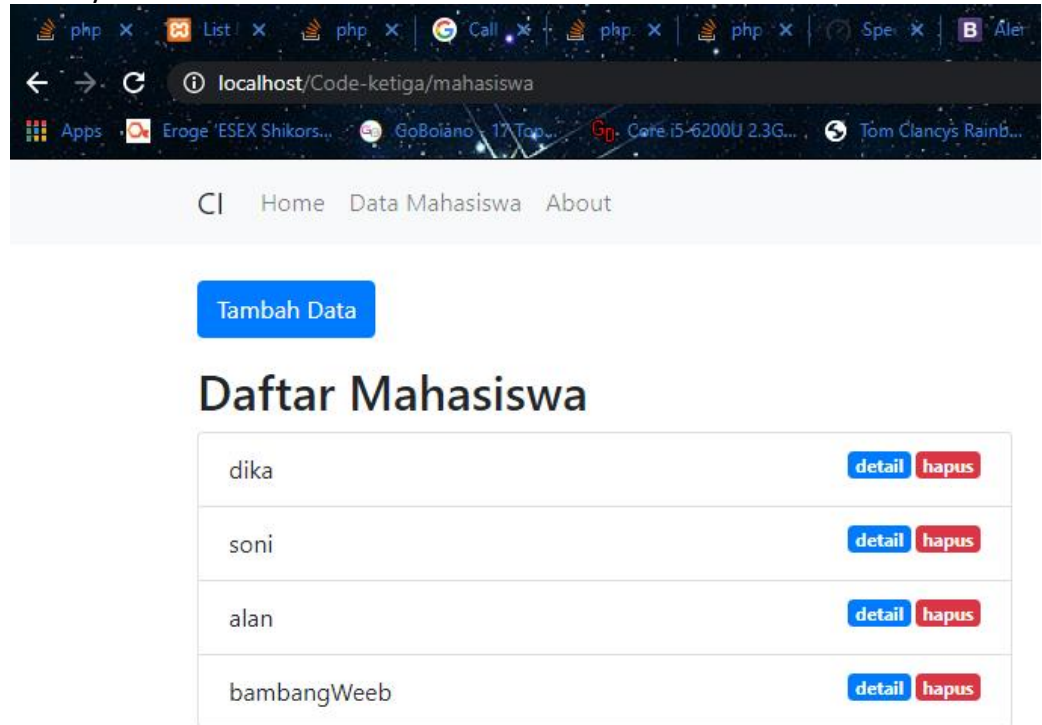 php List php Call php php Spe Aler
localhost/Code-ketiga/mahasiswa
Apps Eroge 'ESEX Shikors... GoBoiano - 17 Top... Core i5-6200U 2.3G... Tom Clancys Rainb...
CI Home Data Mahasiswa About
Tambah Data
Daftar Mahasiswa
dika detail hapus
soni detail hapus
alan detail hapus
bambangWeeb detail hapus